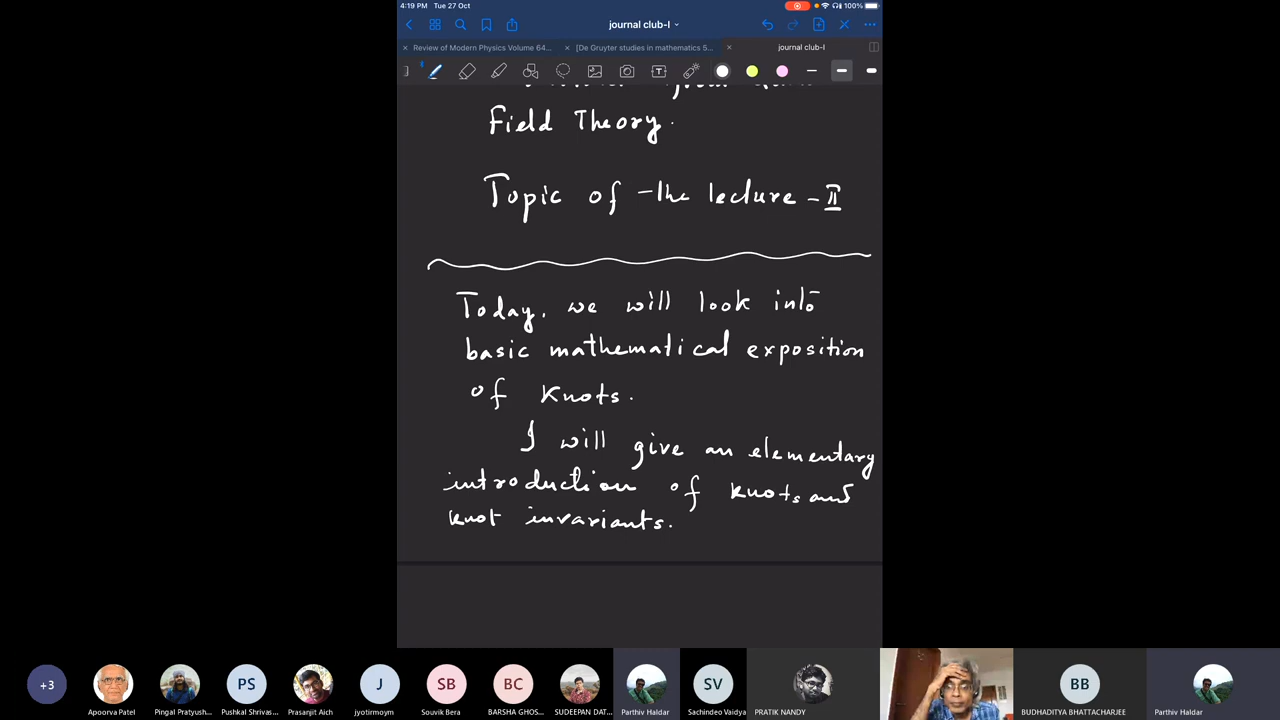 4:19 PM Tue 27 Oct
100%
journal club-I
Review of Modern Physics Volume 64...
[De Gruyter studies in mathematics 5...
journal club-I
Field Theory.
Topic of the lecture - II
Today, we will look into
basic mathematical exposition
of Knots.
I will give an elementary
introduction of knots and
knot invariants.
+3
PS
J
SB
BC
SV
BB
Apoorva Patel
Pingal Pratyush...
Pushkal Shrivas...
Prasanjit Aich
jyotirmoym
Souvik Bera
BARSHA GHOS...
SUDEEPAN DAT...
Parthiv Haldar
Sachindeo Vaidya
PRATIK NANDY
BUDHADITYA BHATTACHARJEE
Parthiv Haldar